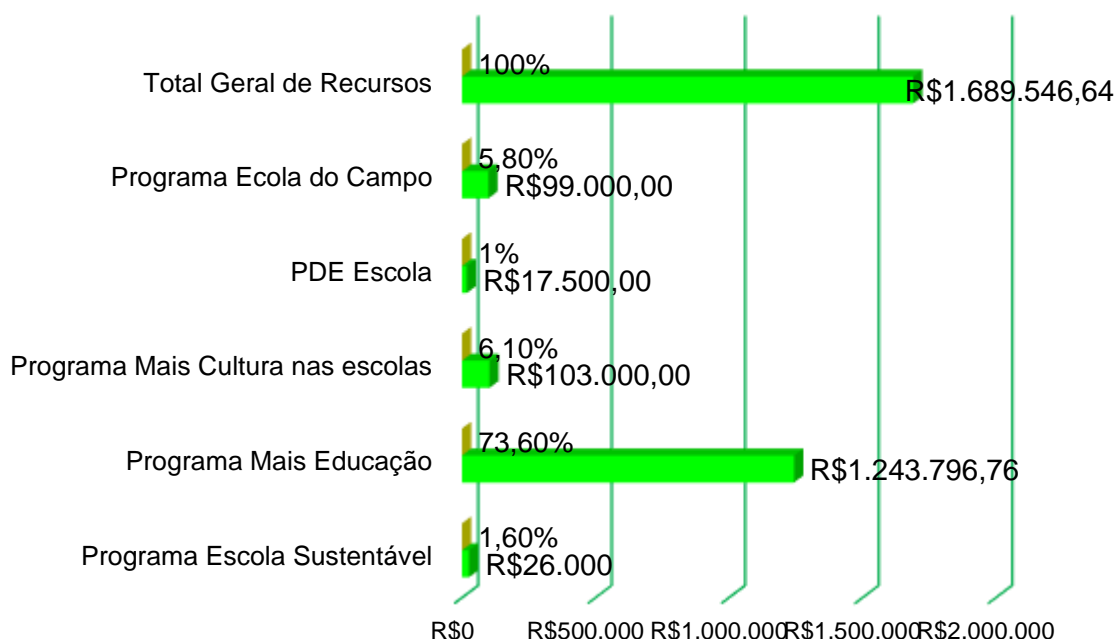 100%
Total Geral de Recursos
R$1.689.546,64
5,80%
Programa Ecola do Campo
R$99.000,00
1%
PDE Escola
R$17.500,00
6,10%
Programa Mais Cultura nas escolas
R$103.000,00
73,60%
Programa Mais Educação
R$1.243.796,76
1,60%
Programa Escola Sustentável
R$26.000
R$0 R$500.000 R$1.000.000 R$1.500.000 R$2.000.000